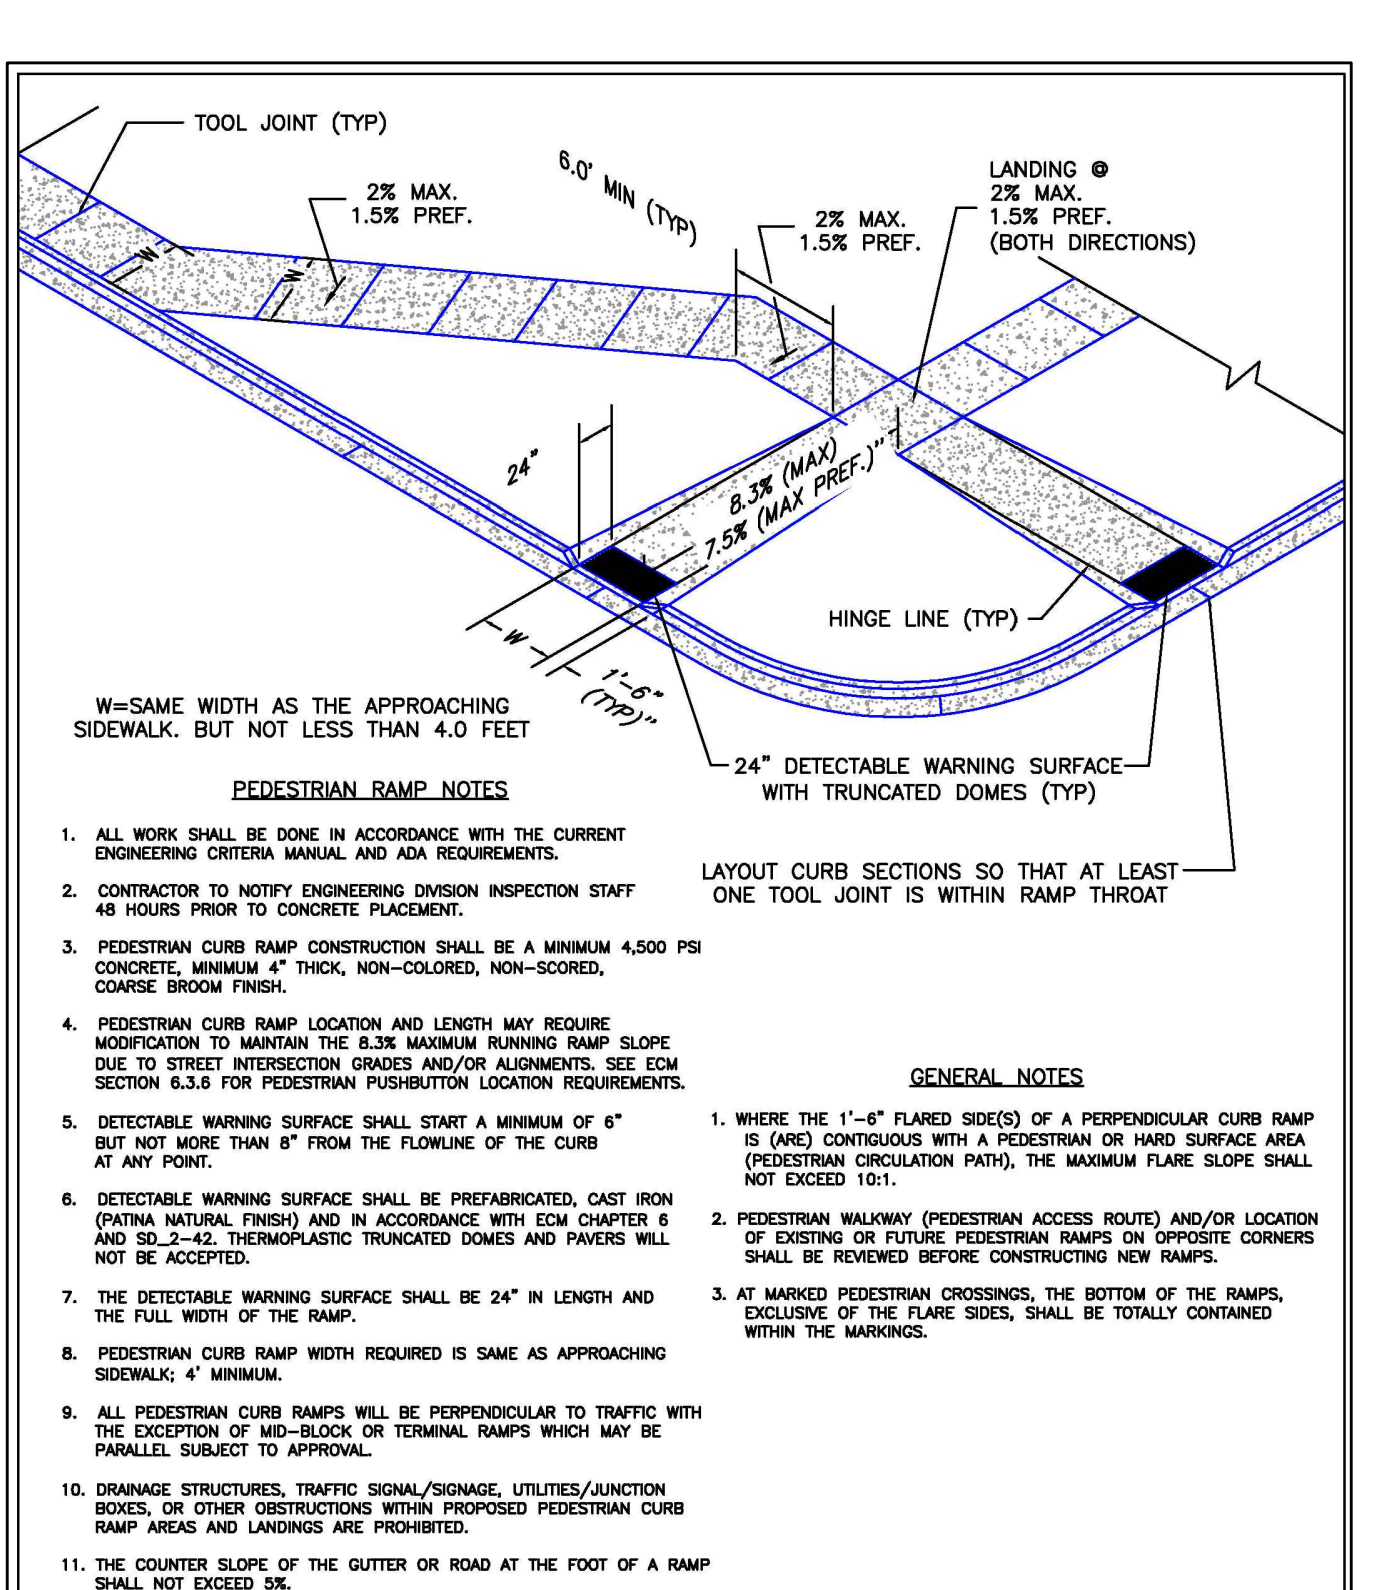 TOOL JOINT (TYP)
2% MAX.
1.5% PREF.
6.0' MIN (TYP)
2% MAX.
1.5% PREF.
LANDING @
2% MAX.
1.5% PREF.
(BOTH DIRECTIONS)
W
W
24"
8.3% (MAX)
7.5% (MAX PREF.)"
HINGE LINE (TYP)
W
1'-6"
(TYP)"
W=SAME WIDTH AS THE APPROACHING
SIDEWALK. BUT NOT LESS THAN 4.0 FEET
24" DETECTABLE WARNING SURFACE
WITH TRUNCATED DOMES (TYP)
LAYOUT CURB SECTIONS SO THAT AT LEAST
ONE TOOL JOINT IS WITHIN RAMP THROAT
PEDESTRIAN RAMP NOTES
1. ALL WORK SHALL BE DONE IN ACCORDANCE WITH THE CURRENT
ENGINEERING CRITERIA MANUAL AND ADA REQUIREMENTS.
2. CONTRACTOR TO NOTIFY ENGINEERING DIVISION INSPECTION STAFF
48 HOURS PRIOR TO CONCRETE PLACEMENT.
3. PEDESTRIAN CURB RAMP CONSTRUCTION SHALL BE A MINIMUM 4,500 PSI
CONCRETE, MINIMUM 4" THICK, NON-COLORED, NON-SCORED,
COARSE BROOM FINISH.
4. PEDESTRIAN CURB RAMP LOCATION AND LENGTH MAY REQUIRE
MODIFICATION TO MAINTAIN THE 8.3% MAXIMUM RUNNING RAMP SLOPE
DUE TO STREET INTERSECTION GRADES AND/OR ALIGNMENTS. SEE ECM
SECTION 6.3.6 FOR PEDESTRIAN PUSHBUTTON LOCATION REQUIREMENTS.
5. DETECTABLE WARNING SURFACE SHALL START A MINIMUM OF 6"
BUT NOT MORE THAN 8" FROM THE FLOWLINE OF THE CURB
AT ANY POINT.
6. DETECTABLE WARNING SURFACE SHALL BE PREFABRICATED, CAST IRON
(PATINA NATURAL FINISH) AND IN ACCORDANCE WITH ECM CHAPTER 6
AND SD_2-42. THERMOPLASTIC TRUNCATED DOMES AND PAVERS WILL
NOT BE ACCEPTED.
7. THE DETECTABLE WARNING SURFACE SHALL BE 24" IN LENGTH AND
THE FULL WIDTH OF THE RAMP.
8. PEDESTRIAN CURB RAMP WIDTH REQUIRED IS SAME AS APPROACHING
SIDEWALK; 4' MINIMUM.
9. ALL PEDESTRIAN CURB RAMPS WILL BE PERPENDICULAR TO TRAFFIC WITH
THE EXCEPTION OF MID-BLOCK OR TERMINAL RAMPS WHICH MAY BE
PARALLEL SUBJECT TO APPROVAL.
10. DRAINAGE STRUCTURES, TRAFFIC SIGNAL/SIGNAGE, UTILITIES/JUNCTION
BOXES, OR OTHER OBSTRUCTIONS WITHIN PROPOSED PEDESTRIAN CURB
RAMP AREAS AND LANDINGS ARE PROHIBITED.
11. THE COUNTER SLOPE OF THE GUTTER OR ROAD AT THE FOOT OF A RAMP
SHALL NOT EXCEED 5%.
GENERAL NOTES
1. WHERE THE 1'-6" FLARED SIDE(S) OF A PERPENDICULAR CURB RAMP
IS (ARE) CONTIGUOUS WITH A PEDESTRIAN OR HARD SURFACE AREA
(PEDESTRIAN CIRCULATION PATH), THE MAXIMUM FLARE SLOPE SHALL
NOT EXCEED 10:1.
2. PEDESTRIAN WALKWAY (PEDESTRIAN ACCESS ROUTE) AND/OR LOCATION
OF EXISTING OR FUTURE PEDESTRIAN RAMPS ON OPPOSITE CORNERS
SHALL BE REVIEWED BEFORE CONSTRUCTING NEW RAMPS.
3. AT MARKED PEDESTRIAN CROSSINGS, THE BOTTOM OF THE RAMPS,
EXCLUSIVE OF THE FLARE SIDES, SHALL BE TOTALLY CONTAINED
WITHIN THE MARKINGS.